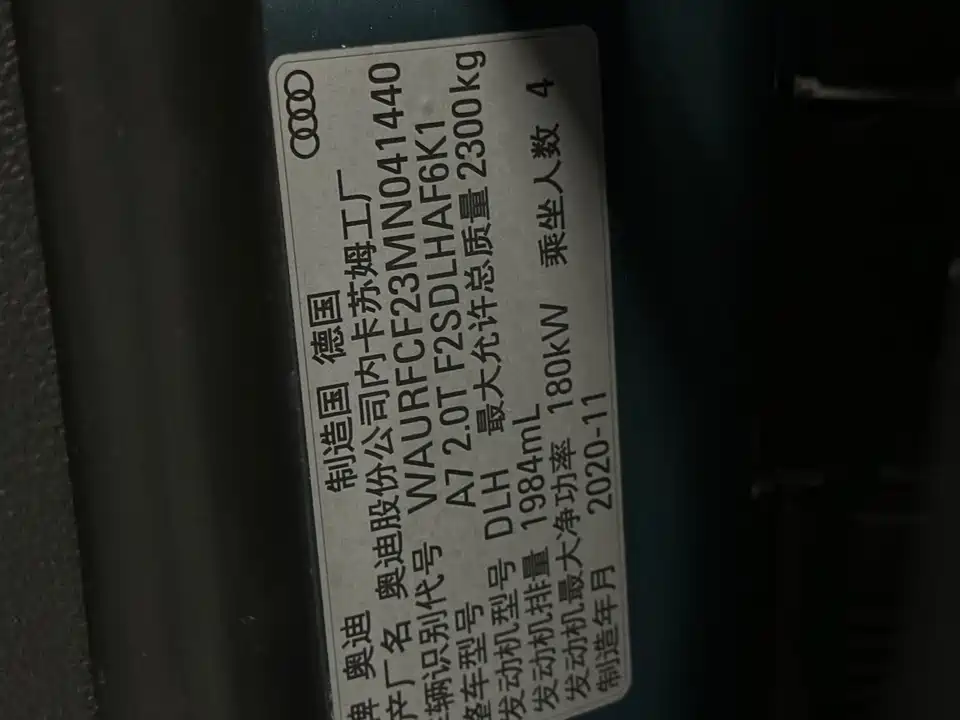 牌 奥迪 制造国 德国
产厂名 奥迪股份公司内卡苏姆工厂
车辆识别代号 WAURFCF23MN041440
整车型号 A7 2.0T F2SDLHAF6K1
发动机型号 DLH 最大允许总质量 2300kg
发动机排量 1984mL
发动机最大净功率 180kW 乘坐人数 4
制造年月 2020-11